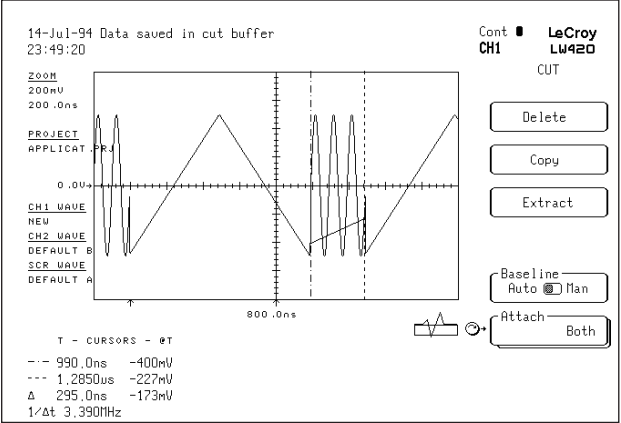 14-Jul-94 Data saved in cut buffer
23:49:20
Cont
CH1
LeCroy
LW420
CUT
ZOOM
200mV
200.0ns
PROJECT
APPLICAT.PRJ
0.0V
CH1 WAVE
NEW
CH2 WAVE
DEFAULT B
SCR WAVE
DEFAULT A
800.0ns
Delete
Copy
Extract
Baseline
Auto Man
Attach
Both
T - CURSORS - @T
990.0ns -400mV
1.2850us -227mV
Δ 295.0ns -173mV
1/Δt 3.390MHz